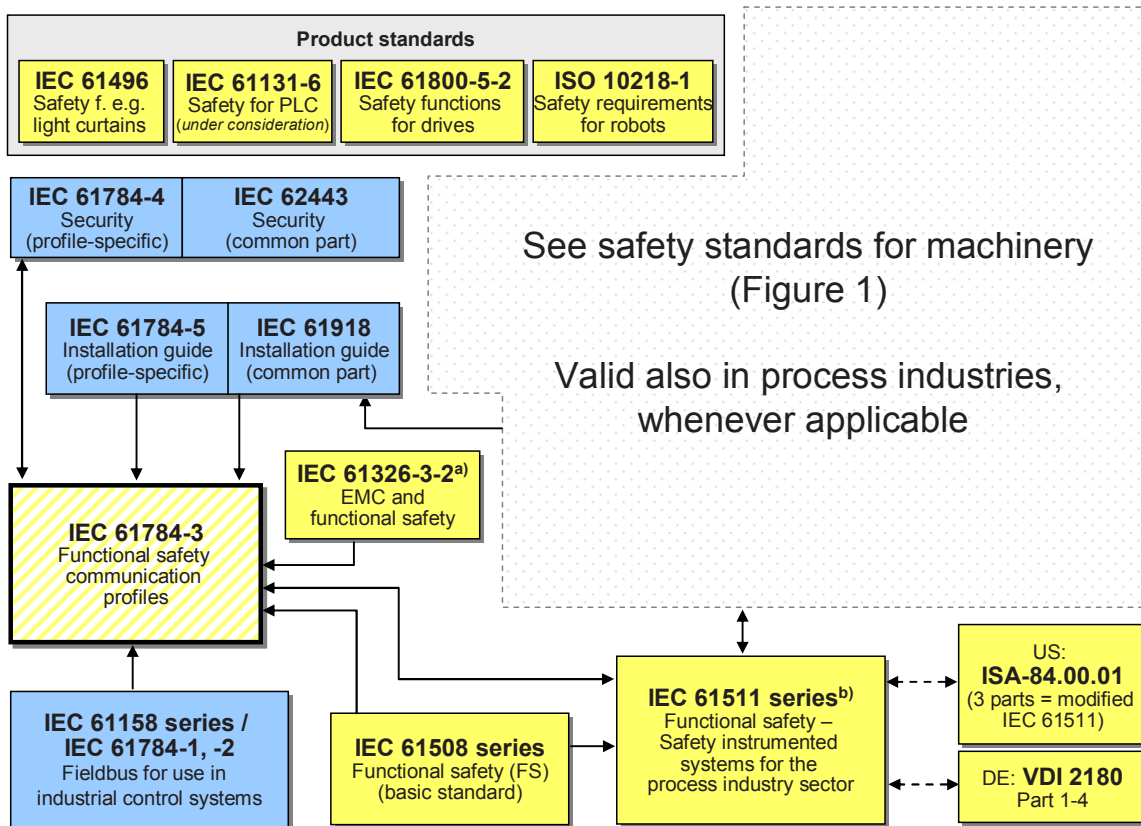 Product standards
IEC 61496
Safety f. e.g.
light curtains
IEC 61131-6
Safety for PLC
(under consideration)
IEC 61800-5-2
Safety functions
for drives
ISO 10218-1
Safety requirements
for robots
IEC 61784-4
Security
(profile-specific)
IEC 62443
Security
(common part)
See safety standards for machinery
(Figure 1)
Valid also in process industries,
whenever applicable
IEC 61784-5
Installation guide
(profile-specific)
IEC 61918
Installation guide
(common part)
IEC 61326-3-2a)
EMC and
functional safety
IEC 61784-3
Functional safety
communication
profiles
IEC 61158 series /
IEC 61784-1, -2
Fieldbus for use in
industrial control systems
IEC 61508 series
Functional safety (FS)
(basic standard)
IEC 61511 seriesb)
Functional safety –
Safety instrumented
systems for the
process industry sector
US:
ISA-84.00.01
(3 parts = modified
IEC 61511)
DE: VDI 2180
Part 1-4